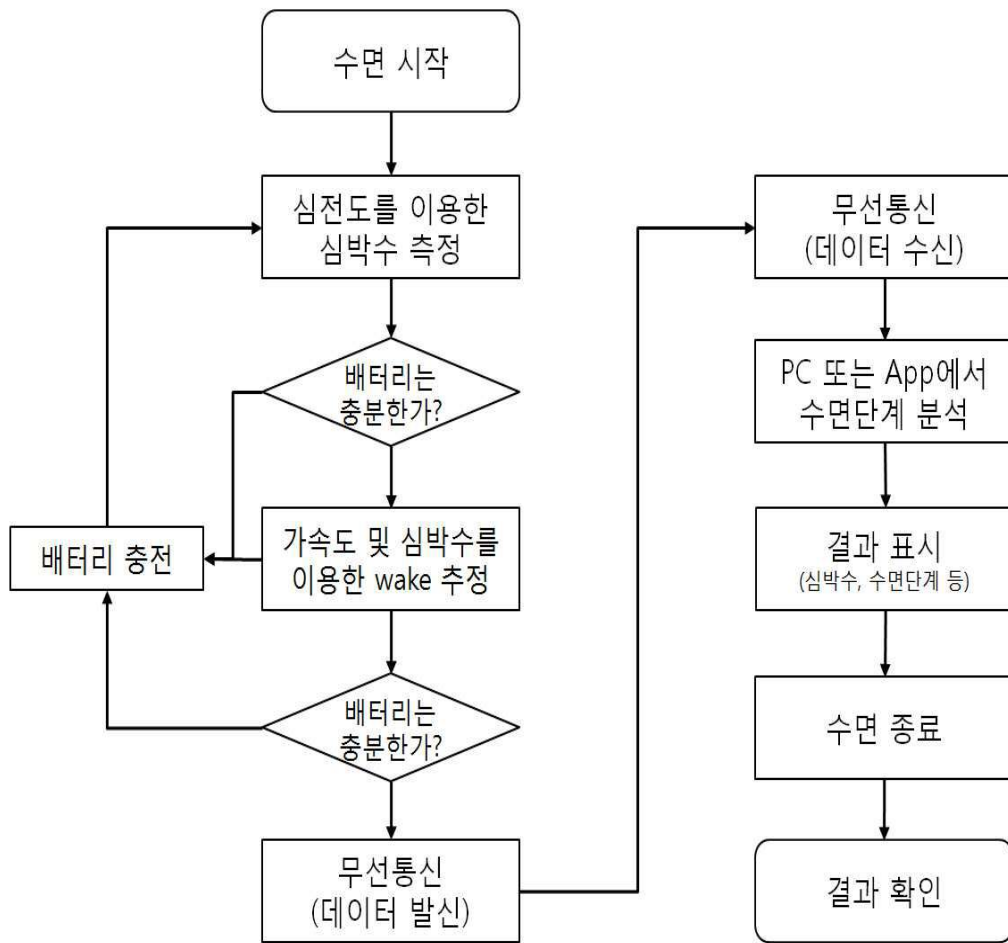 수면 시작
심전도를 이용한
심박수 측정
배터리는
충분한가?
배터리 충전
가속도 및 심박수를
이용한 wake 추정
배터리는
충분한가?
무선통신
(데이터 발신)
무선통신
(데이터 수신)
PC 또는 App에서
수면단계 분석
결과 표시
(심박수, 수면단계 등)
수면 종료
결과 확인